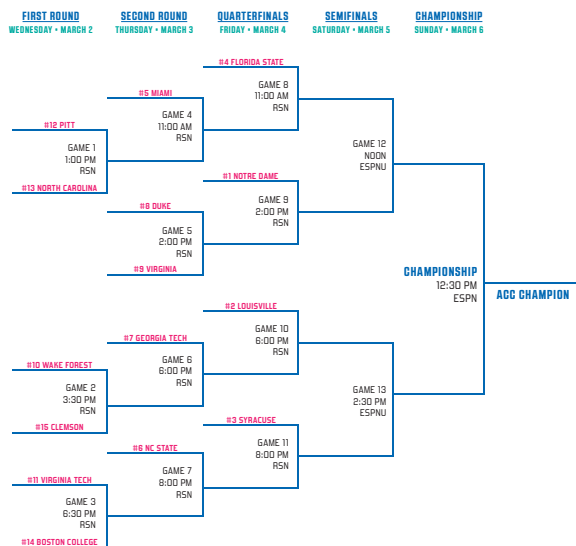 FIRST ROUND
WEDNESDAY • MARCH 2
SECOND ROUND
THURSDAY • MARCH 3
QUARTERFINALS
FRIDAY • MARCH 4
SEMIFINALS
SATURDAY • MARCH 5
CHAMPIONSHIP
SUNDAY • MARCH 6
#4 FLORIDA STATE
GAME 8
11:00 AM
RSN
#5 MIAMI
GAME 4
11:00 AM
RSN
#12 PITT
GAME 1
1:00 PM
RSN
#13 NORTH CAROLINA
GAME 12
NOON
ESPNU
#1 NOTRE DAME
GAME 9
2:00 PM
RSN
#8 DUKE
GAME 5
2:00 PM
RSN
#9 VIRGINIA
CHAMPIONSHIP
12:30 PM
ESPN
ACC CHAMPION
#2 LOUISVILLE
GAME 10
6:00 PM
RSN
#7 GEORGIA TECH
GAME 6
6:00 PM
RSN
#10 WAKE FOREST
GAME 2
3:30 PM
RSN
#15 CLEMSON
GAME 13
2:30 PM
ESPNU
#3 SYRACUSE
GAME 11
8:00 PM
RSN
#6 NC STATE
GAME 7
8:00 PM
RSN
#11 VIRGINIA TECH
GAME 3
6:30 PM
RSN
#14 BOSTON COLLEGE